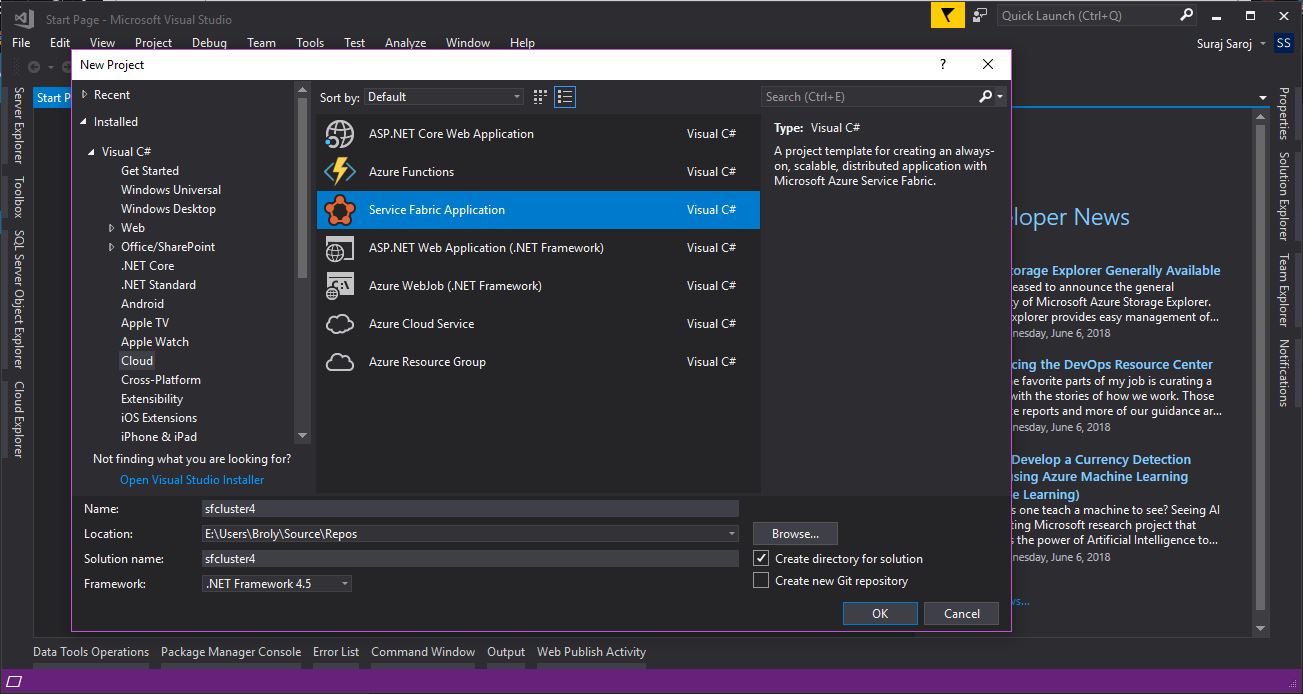 Start Page - Microsoft Visual Studio
Quick Launch (Ctrl+Q)
File Edit View Project Debug Team Tools Test Analyze Window Help
Suraj Saroj SS
Server Explorer
Toolbox
SQL Server Object Explorer
Cloud Explorer
Start P
New Project
?
Recent
Installed
Visual C#
Get Started
Windows Universal
Windows Desktop
Web
Office/SharePoint
.NET Core
.NET Standard
Android
Apple TV
Apple Watch
Cloud
Cross-Platform
Extensibility
iOS Extensions
iPhone & iPad
Not finding what you are looking for?
Open Visual Studio Installer
Sort by: Default
Search (Ctrl+E)
ASP.NET Core Web Application Visual C#
Azure Functions Visual C#
Service Fabric Application Visual C#
ASP.NET Web Application (.NET Framework) Visual C#
C:\
Azure WebJob (.NET Framework) Visual C#
Azure Cloud Service Visual C#
Azure Resource Group Visual C#
Type: Visual C#
A project template for creating an always-
on, scalable, distributed application with
Microsoft Azure Service Fabric.
Name: sfcluster4
Location: E:\Users\Broly\Source\Repos
Browse...
Solution name: sfcluster4
Create directory for solution
Framework: .NET Framework 4.5
Create new Git repository
OK Cancel
loper News
torage Explorer Generally Available
eased to announce the general
y of Microsoft Azure Storage Explorer.
xplorer provides easy management of...
nesday, June 6, 2018
cing the DevOps Resource Center
e favorite parts of my job is curating a
with the stories of how we work. Those
e reports and more of our guidance ar...
nesday, June 6, 2018
Develop a Currency Detection
using Azure Machine Learning
e Learning)
s one teach a machine to see? Seeing AI
ting Microsoft research project that
s the power of Artificial Intelligence to...
nesday, June 6, 2018
ws...
Properties
Solution Explorer
Team Explorer
Notifications
Data Tools Operations Package Manager Console Error List Command Window Output Web Publish Activity